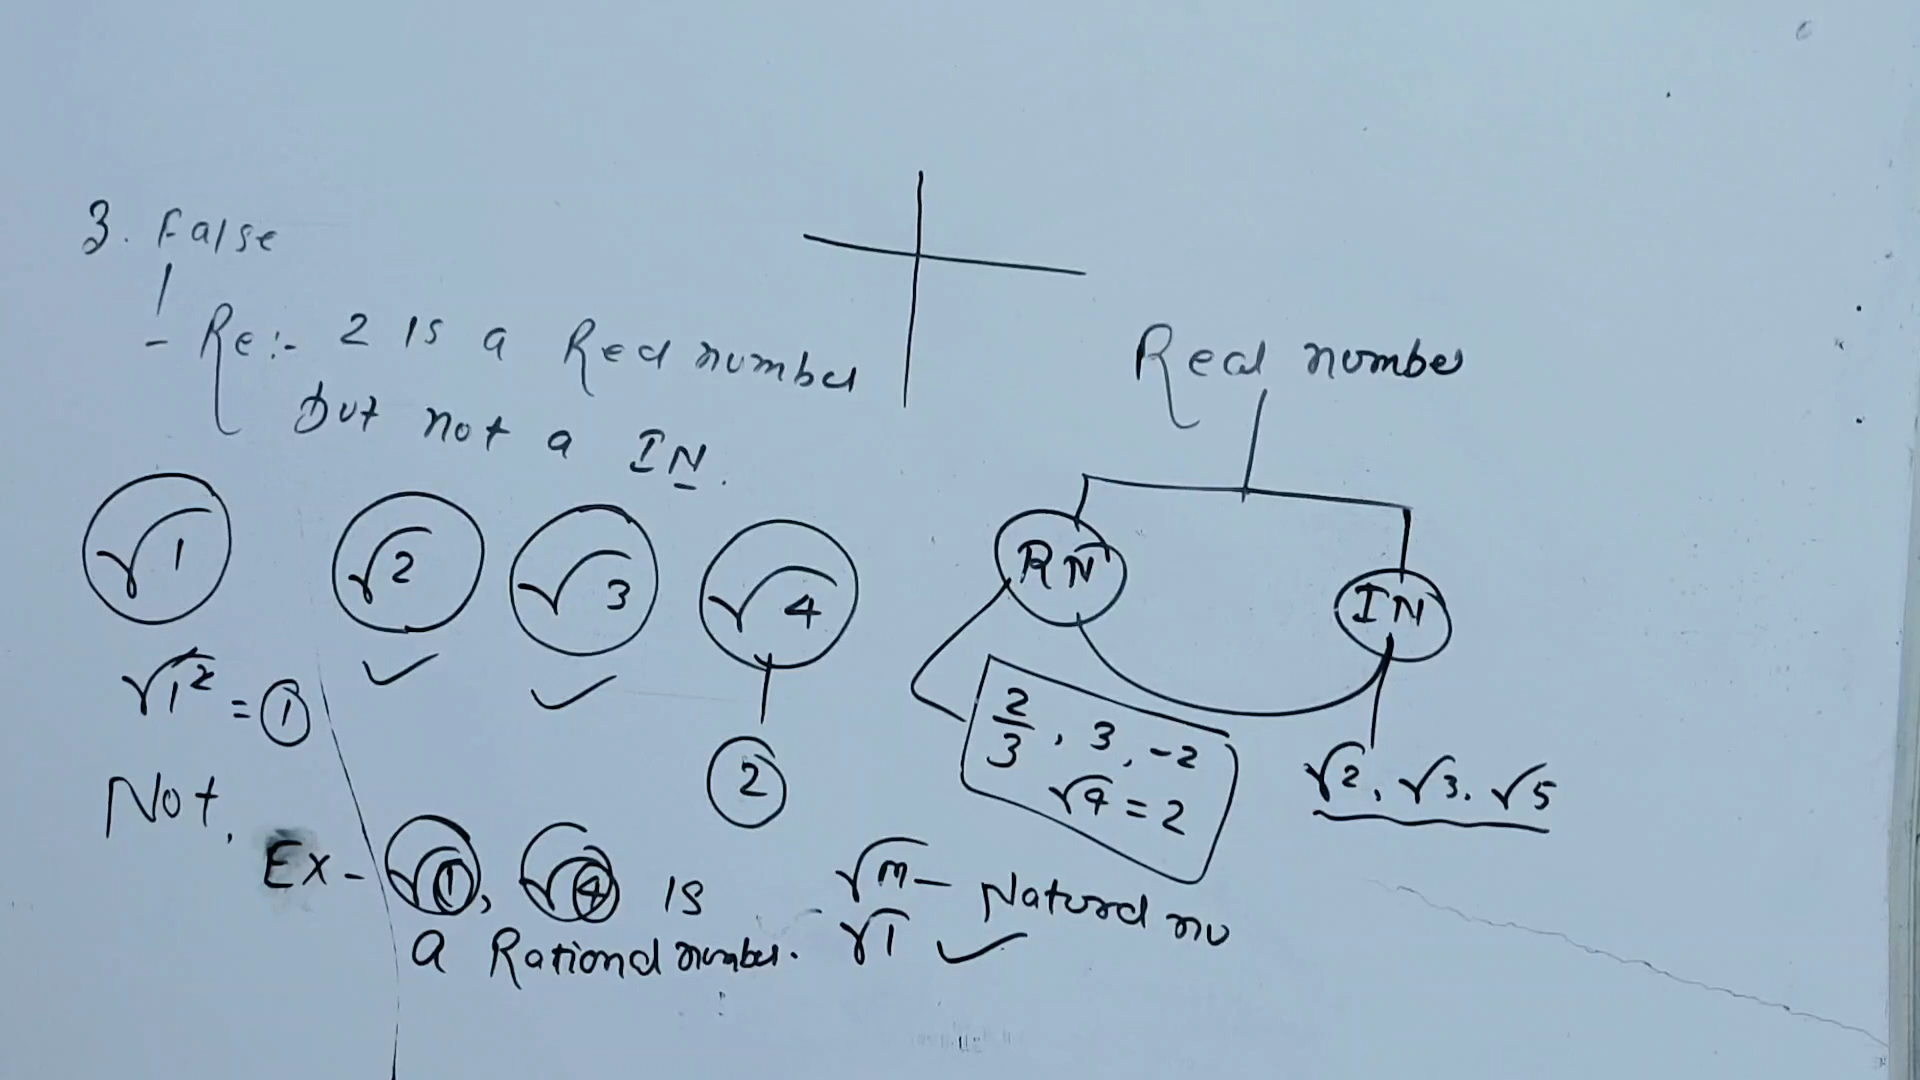 3. False
- Re:- 2 is a Real number
but not a IN.
√1 √2 √3 √4
√1² = 1
2
Not.
Ex - √1, √4 is
a Rational number.
√m - Natural no
√1
Real number
RN IN
2/3, 3, -2
√4 = 2
√2, √3. √5